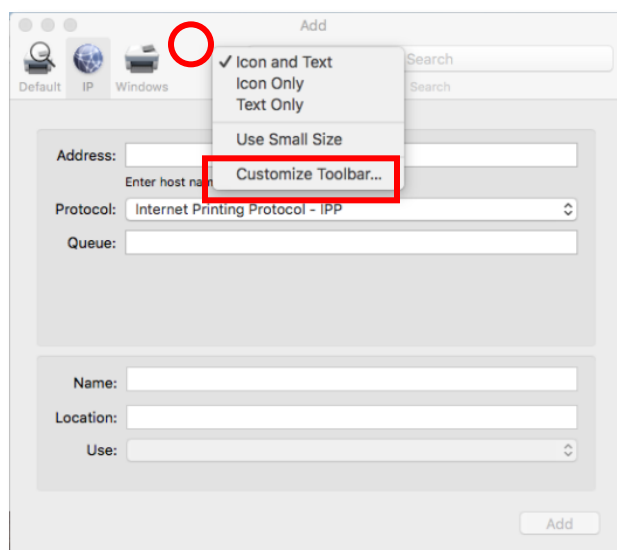 Add
✓ Icon and Text
Search
Icon Only
Default IP Windows
Search
Text Only
Use Small Size
Customize Toolbar...
Address:
Enter host
Protocol: Internet Printing Protocol - IPP
Queue:
Name:
Location:
Use:
Add